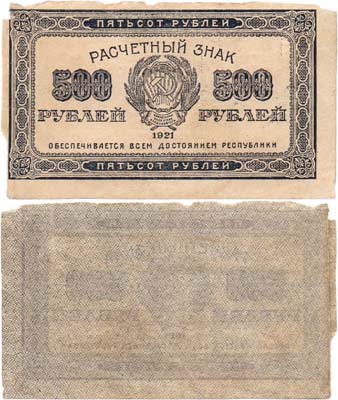 ПЯТЬСОТ РУБЛЕЙ
РАСЧЕТНЫЙ ЗНАК
500 500
РУБЛЕЙ РУБЛЕЙ
1921
ОБЕСПЕЧИВАЕТСЯ ВСЕМ ДОСТОЯНИЕМ РЕСПУБЛИКИ
ПЯТЬСОТ РУБЛЕЙ